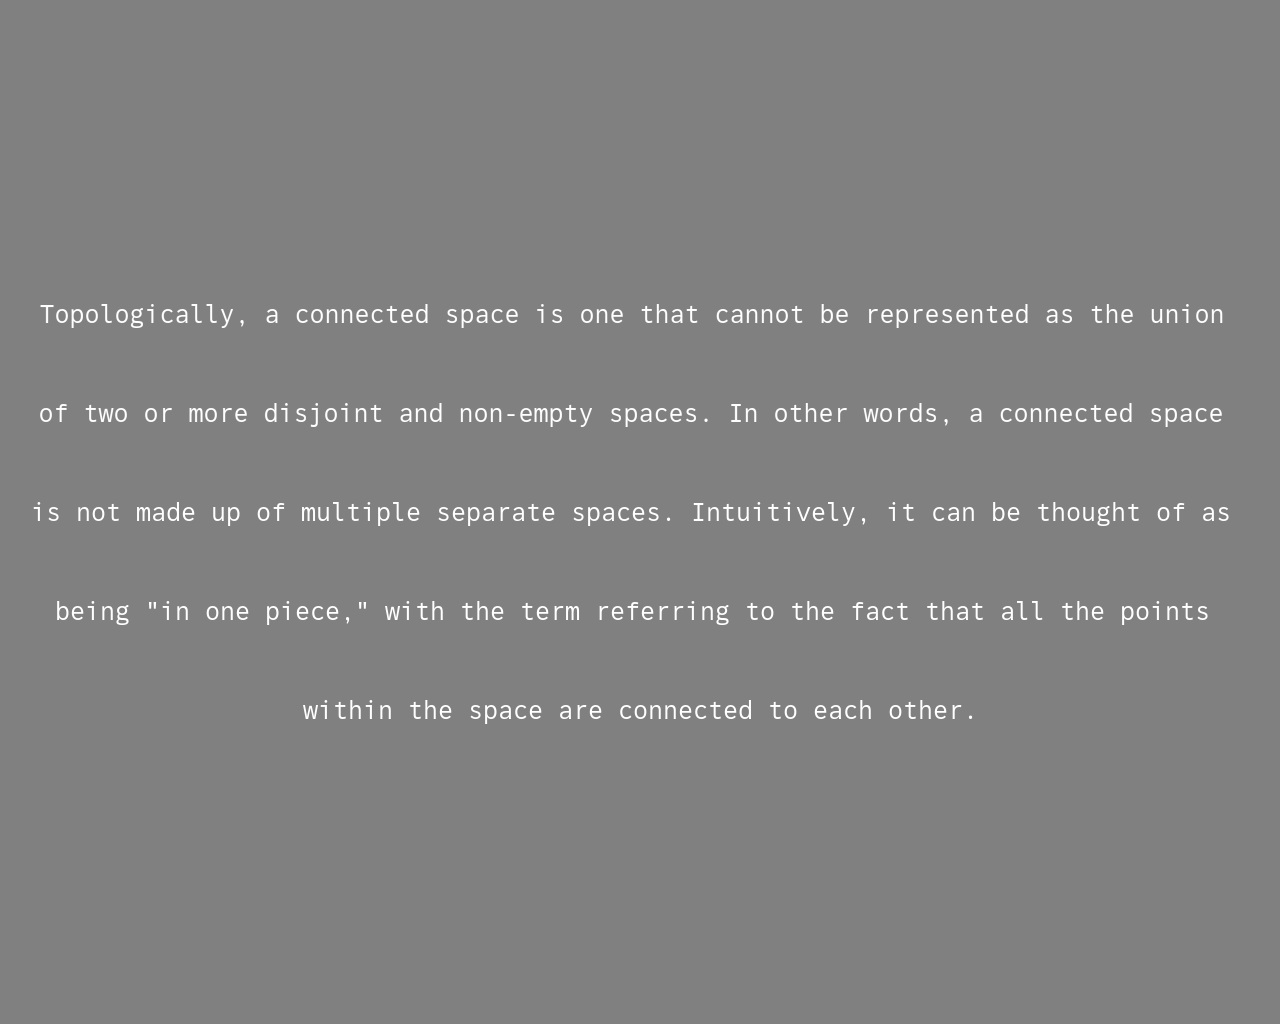 Topologically, a connected space is one that cannot be represented as the union
of two or more disjoint and non-empty spaces. In other words, a connected space
is not made up of multiple separate spaces. Intuitively, it can be thought of as
being "in one piece," with the term referring to the fact that all the points
within the space are connected to each other.